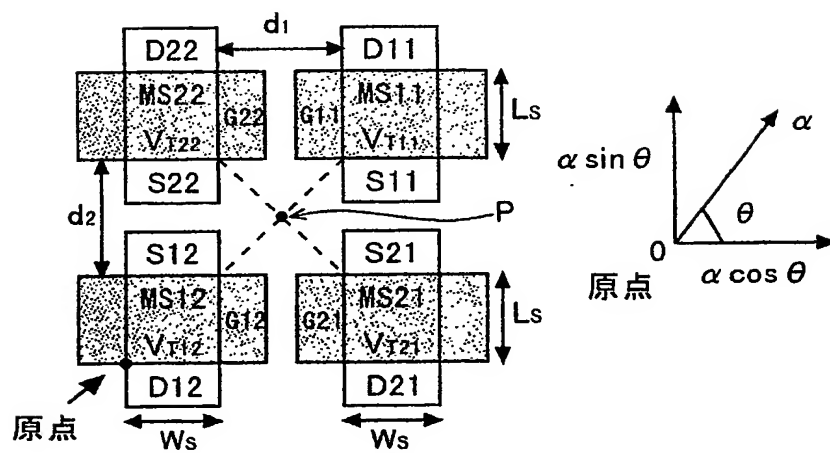 d1
D22 D11
MS22 G22 G11 MS11 Ls
VT22 VT11
S22 S11
d2 P
S12 S21
MS12 G12 G21 MS21 Ls
VT12 VT21
D12 D21
原点
Ws Ws
α
α sin θ
θ
0
原点
α cos θ